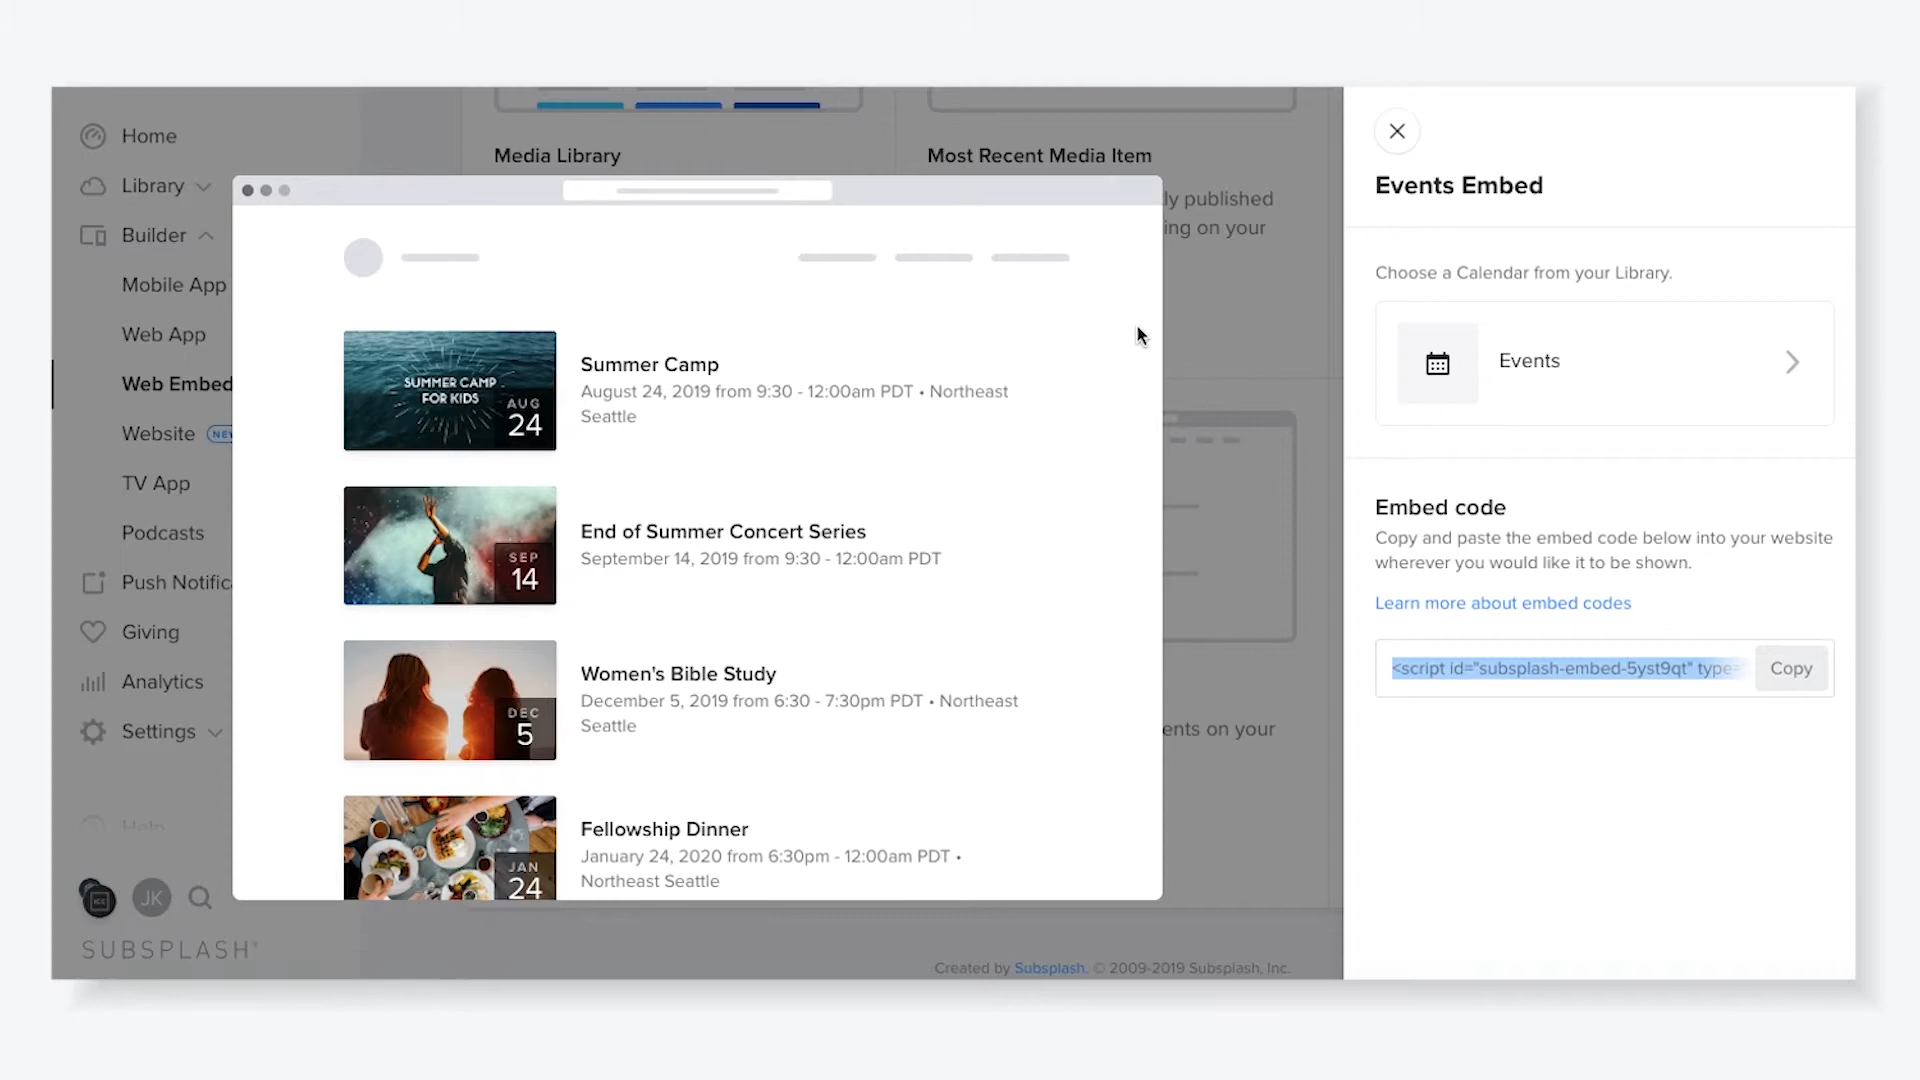 Home
Library
Builder
Mobile App
Web App
Web Embed
Website
TV App
Podcasts
Push Notific
Giving
Analytics
Settings
Help
JK
SUBSPLASH
Media Library
Most Recent Media Item
ly published
ing on your
SUMMER CAMP
FOR KIDS
AUG
24
Summer Camp
August 24, 2019 from 9:30 - 12:00am PDT • Northeast
Seattle
SEP
14
End of Summer Concert Series
September 14, 2019 from 9:30 - 12:00am PDT
DEC
5
Women's Bible Study
December 5, 2019 from 6:30 - 7:30pm PDT • Northeast
Seattle
JAN
24
Fellowship Dinner
January 24, 2020 from 6:30pm - 12:00am PDT •
Northeast Seattle
ents on your
Created by Subsplash. © 2009-2019 Subsplash, Inc.
Events Embed
Choose a Calendar from your Library.
Events
Embed code
Copy and paste the embed code below into your website
wherever you would like it to be shown.
Learn more about embed codes
<script id="subsplash-embed-5yst9qt" type=
Copy